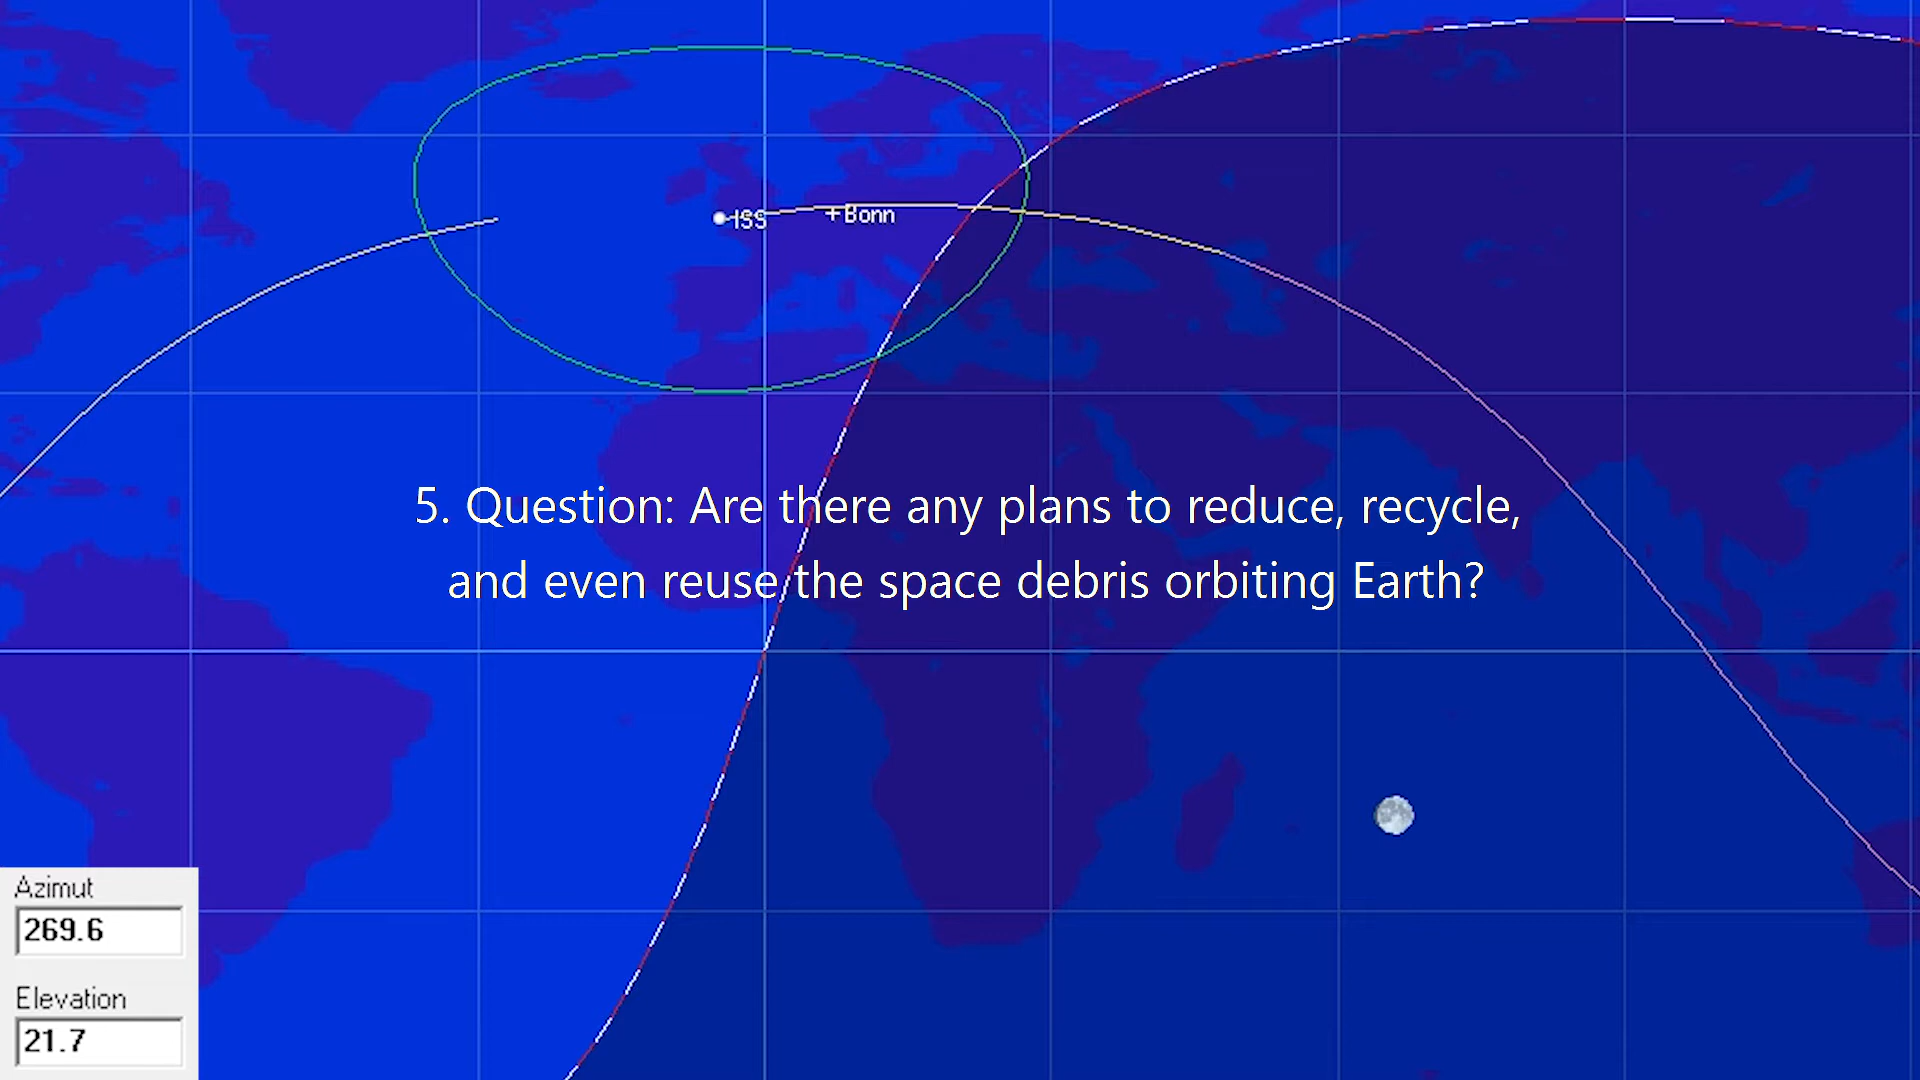 ISS
+Bonn
5. Question: Are there any plans to reduce, recycle,
and even reuse the space debris orbiting Earth?
Azimut
269.6
Elevation
21.7